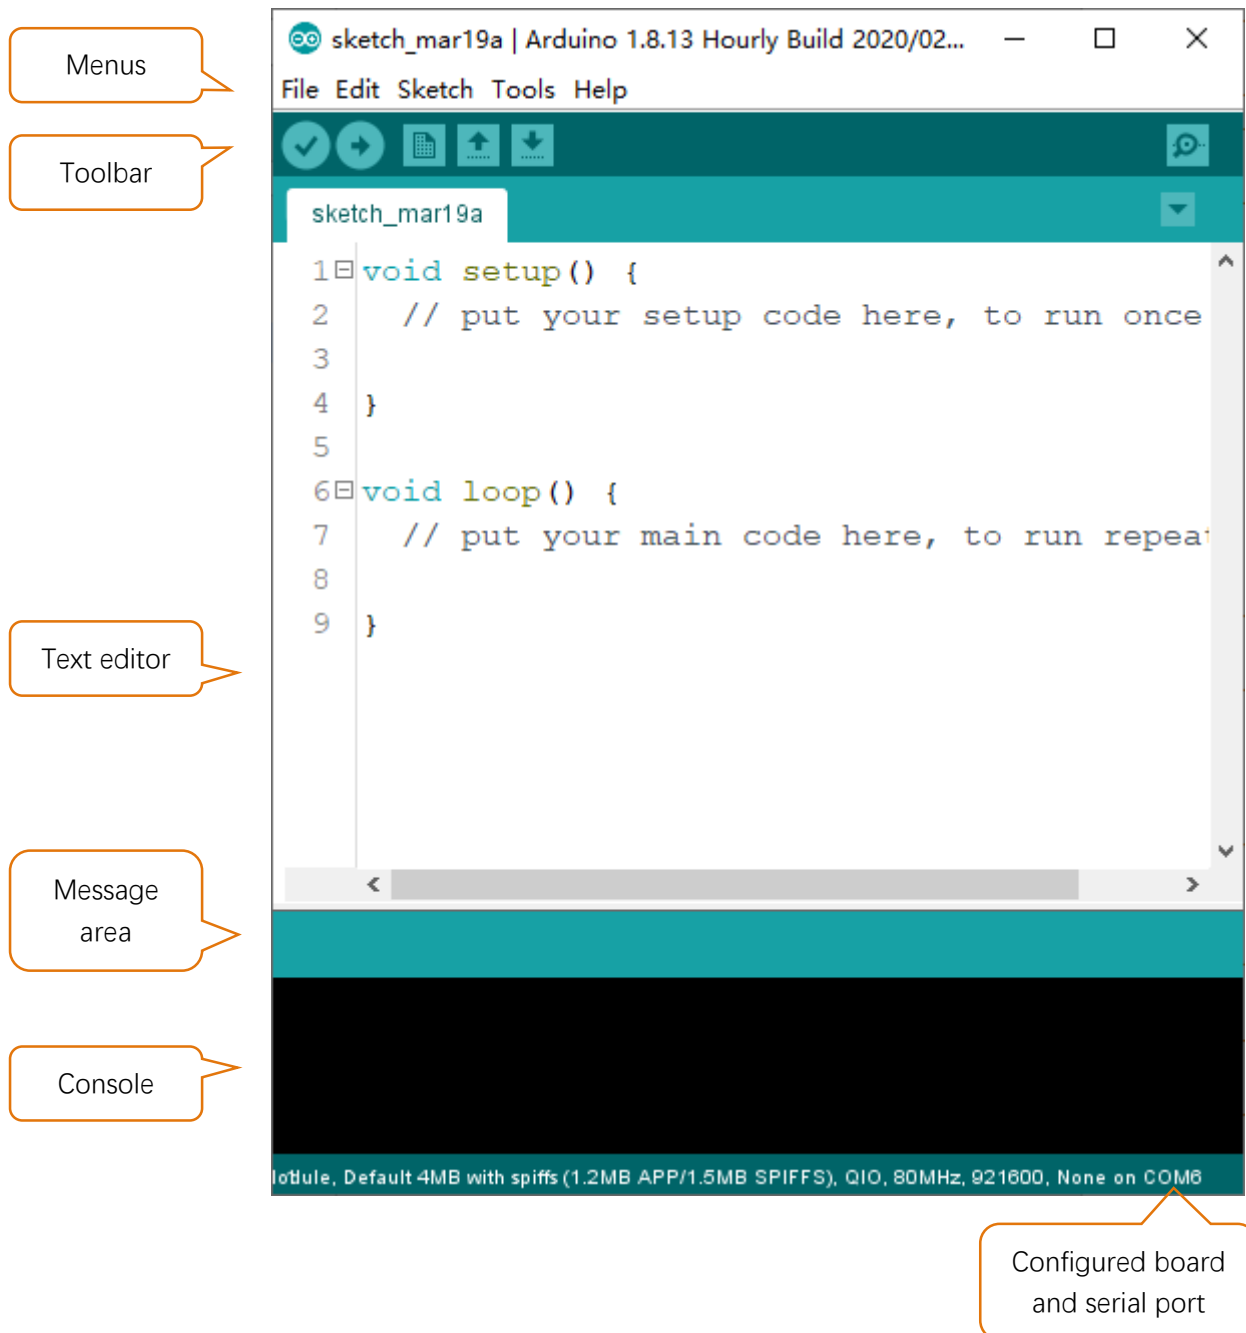 sketch_mar19a | Arduino 1.8.13 Hourly Build 2020/02...
Menus
File Edit Sketch Tools Help
Toolbar
sketch_mar19a
1 void setup() {
2 // put your setup code here, to run once
3
4 }
5
6 void loop() {
7 // put your main code here, to run repea
8
9 }
Text editor
Message
area
Console
Default 4MB with spiffs (1.2MB APP/1.5MB SPIFFS), QIO, 80MHz, 921600, None on COM6
Configured board
and serial port